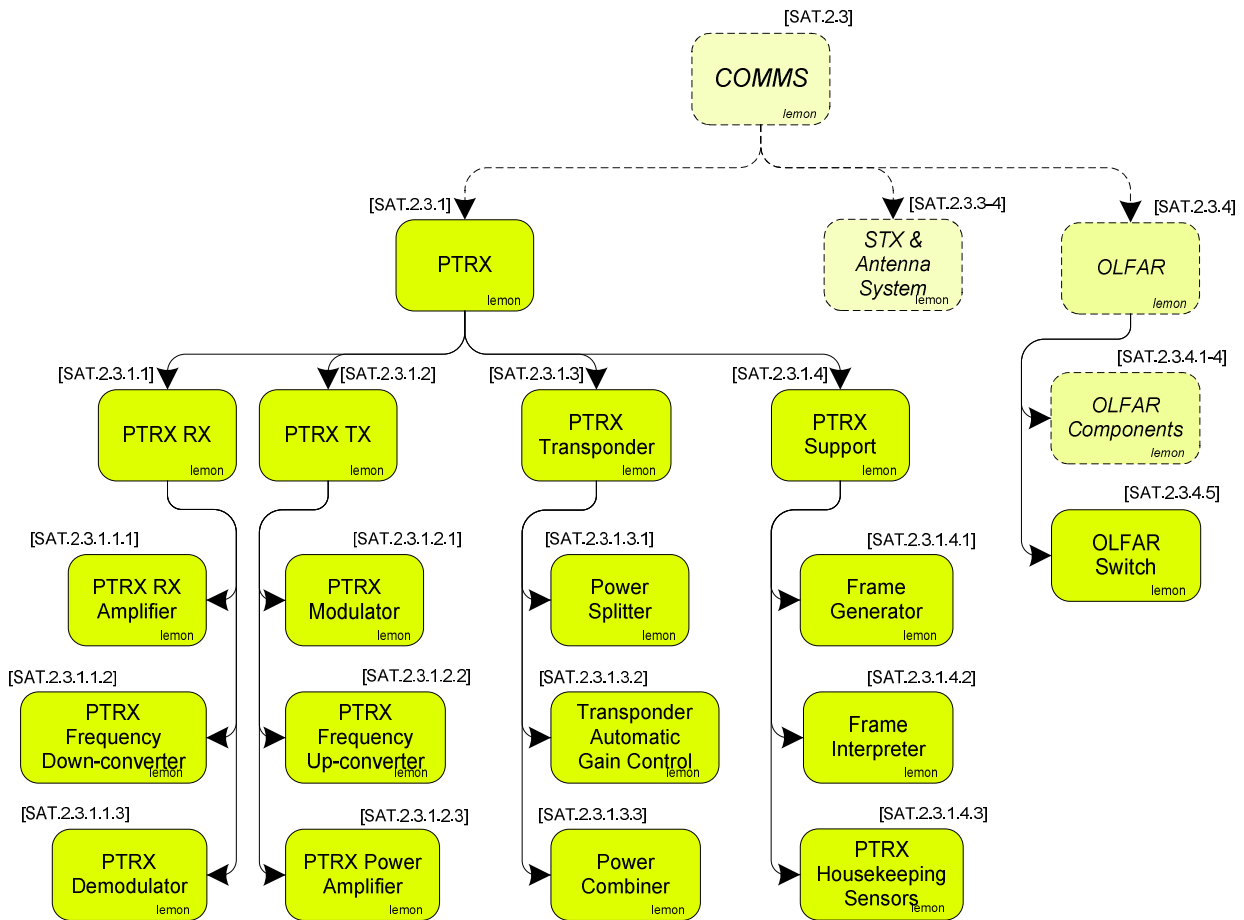 [SAT.2.3]
COMMS
lemon
[SAT.2.3.1]
PTRX
lemon
[SAT.2.3.3-4]
STX &
Antenna
System
lemon
[SAT.2.3.4]
OLFAR
lemon
[SAT.2.3.1.1]
PTRX RX
lemon
[SAT.2.3.1.2]
PTRX TX
lemon
[SAT.2.3.1.3]
PTRX
Transponder
lemon
[SAT.2.3.1.4]
PTRX
Support
lemon
[SAT.2.3.4.1-4]
OLFAR
Components
lemon
[SAT.2.3.4.5]
OLFAR
Switch
lemon
[SAT.2.3.1.1.1]
PTRX RX
Amplifier
lemon
[SAT.2.3.1.2.1]
PTRX
Modulator
lemon
[SAT.2.3.1.3.1]
Power
Splitter
lemon
[SAT.2.3.1.4.1]
Frame
Generator
lemon
[SAT.2.3.1.1.2]
PTRX
Frequency
Down-converter
lemon
[SAT.2.3.1.2.2]
PTRX
Frequency
Up-converter
lemon
[SAT.2.3.1.3.2]
Transponder
Automatic
Gain Control
lemon
[SAT.2.3.1.4.2]
Frame
Interpreter
lemon
[SAT.2.3.1.1.3]
PTRX
Demodulator
lemon
[SAT.2.3.1.2.3]
PTRX Power
Amplifier
lemon
[SAT.2.3.1.3.3]
Power
Combiner
lemon
[SAT.2.3.1.4.3]
PTRX
Housekeeping
Sensors
lemon